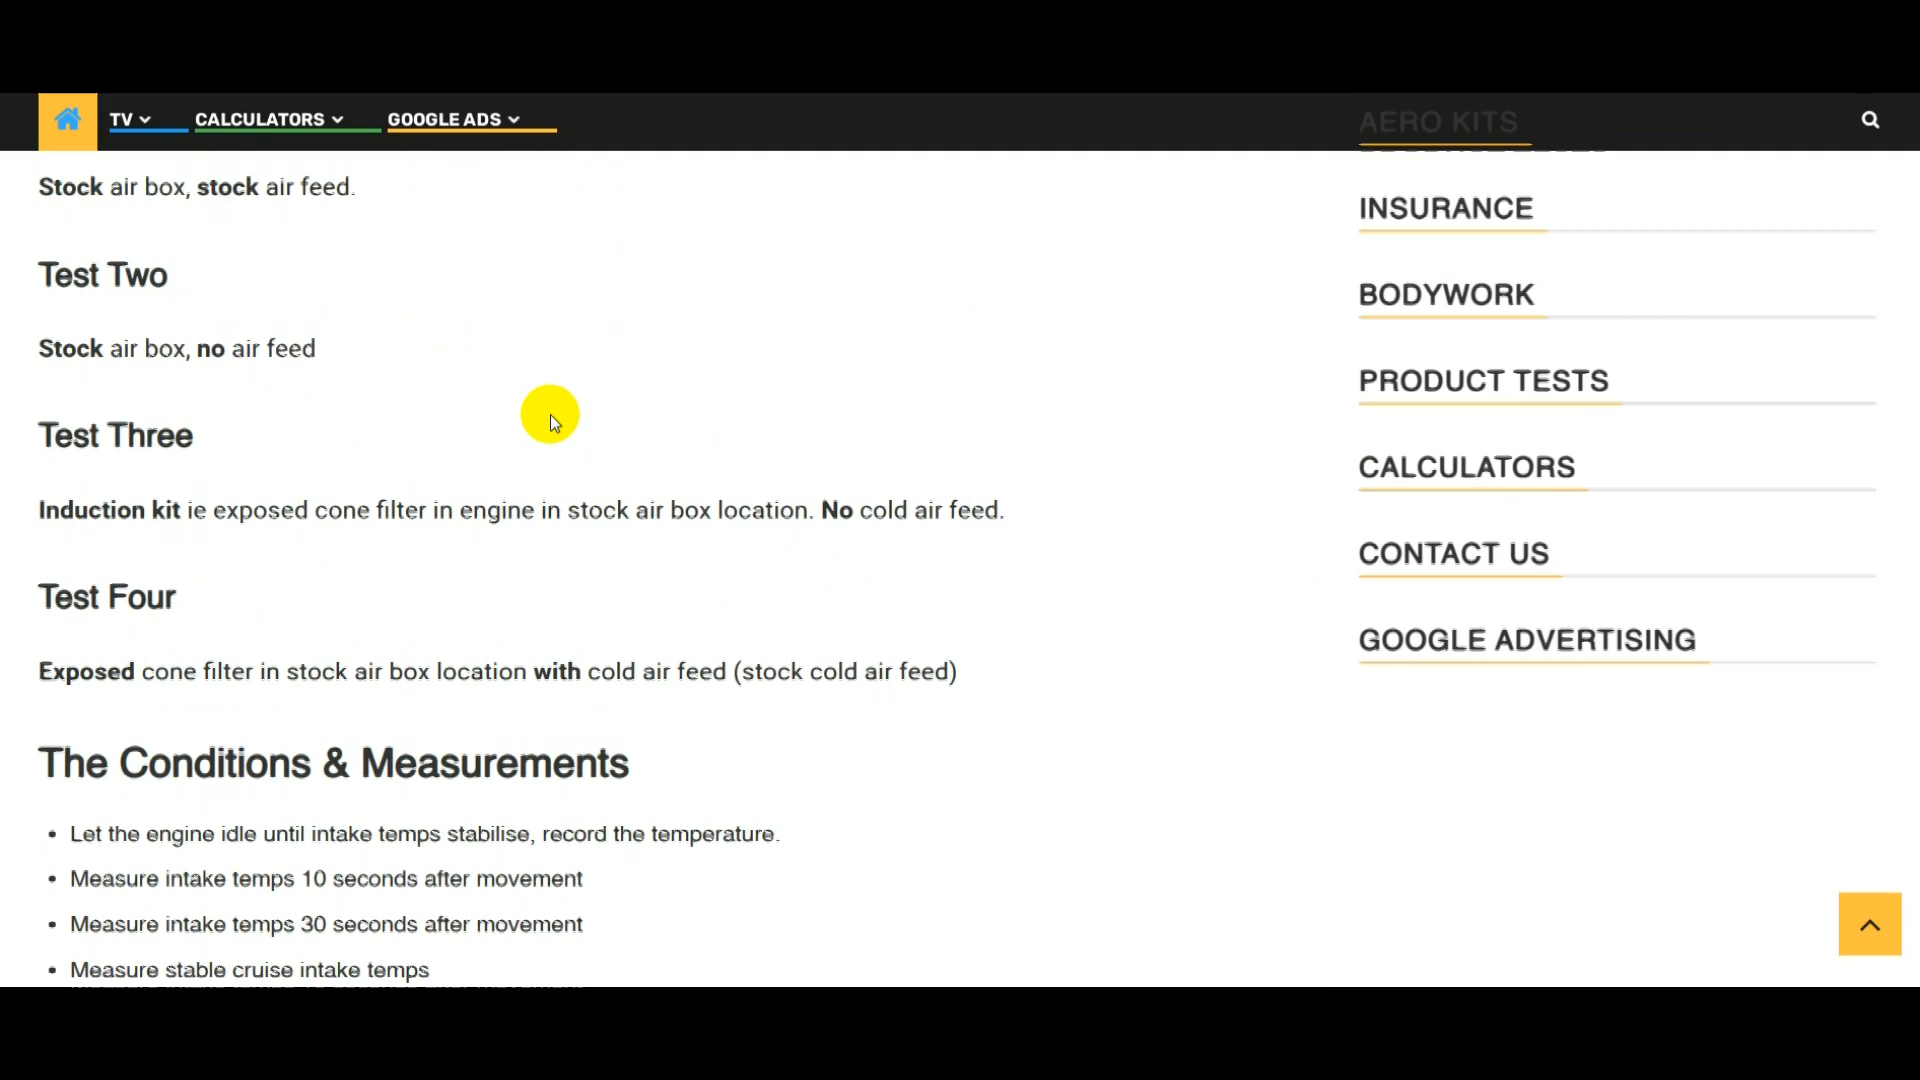 TV CALCULATORS GOOGLE ADS
AERO KITS
Stock air box, stock air feed.
Test Two
Stock air box, no air feed
Test Three
Induction kit ie exposed cone filter in engine in stock air box location. No cold air feed.
Test Four
Exposed cone filter in stock air box location with cold air feed (stock cold air feed)
The Conditions & Measurements
• Let the engine idle until intake temps stabilise, record the temperature.
• Measure intake temps 10 seconds after movement
• Measure intake temps 30 seconds after movement
• Measure stable cruise intake temps
INSURANCE
BODYWORK
PRODUCT TESTS
CALCULATORS
CONTACT US
GOOGLE ADVERTISING